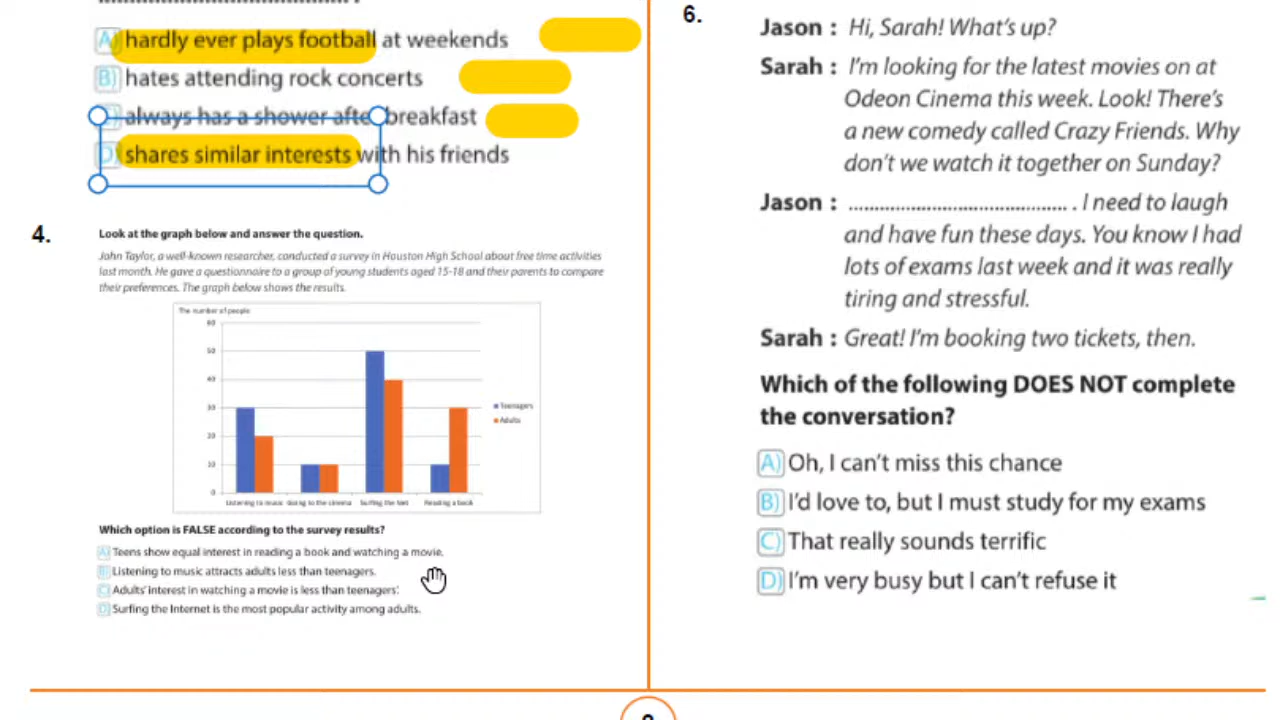 A) hardly ever plays football at weekends
B) hates attending rock concerts
always has a shower after breakfast
D) shares similar interests with his friends
4.
Look at the graph below and answer the question.
John Taylor, a well-known researcher, conducted a survey in Houston High School about free time activities
last month. He gave a questionnaire to a group of young students aged 15-18 and their parents to compare
their preferences. The graph below shows the results.
The number of people
60
50
40
30
20
10
0
Teenagers
Adults
Listening to music Going to the cinema Surfing the Net Reading a book
Which option is FALSE according to the survey results?
A) Teens show equal interest in reading a book and watching a movie.
B) Listening to music attracts adults less than teenagers.
C) Adults' interest in watching a movie is less than teenagers'.
D) Surfing the Internet is the most popular activity among adults.
6.
Jason : Hi, Sarah! What's up?
Sarah : I'm looking for the latest movies on at
Odeon Cinema this week. Look! There's
a new comedy called Crazy Friends. Why
don't we watch it together on Sunday?
Jason : .......................................... . I need to laugh
and have fun these days. You know I had
lots of exams last week and it was really
tiring and stressful.
Sarah : Great! I'm booking two tickets, then.
Which of the following DOES NOT complete
the conversation?
A) Oh, I can't miss this chance
B) I'd love to, but I must study for my exams
C) That really sounds terrific
D) I'm very busy but I can't refuse it